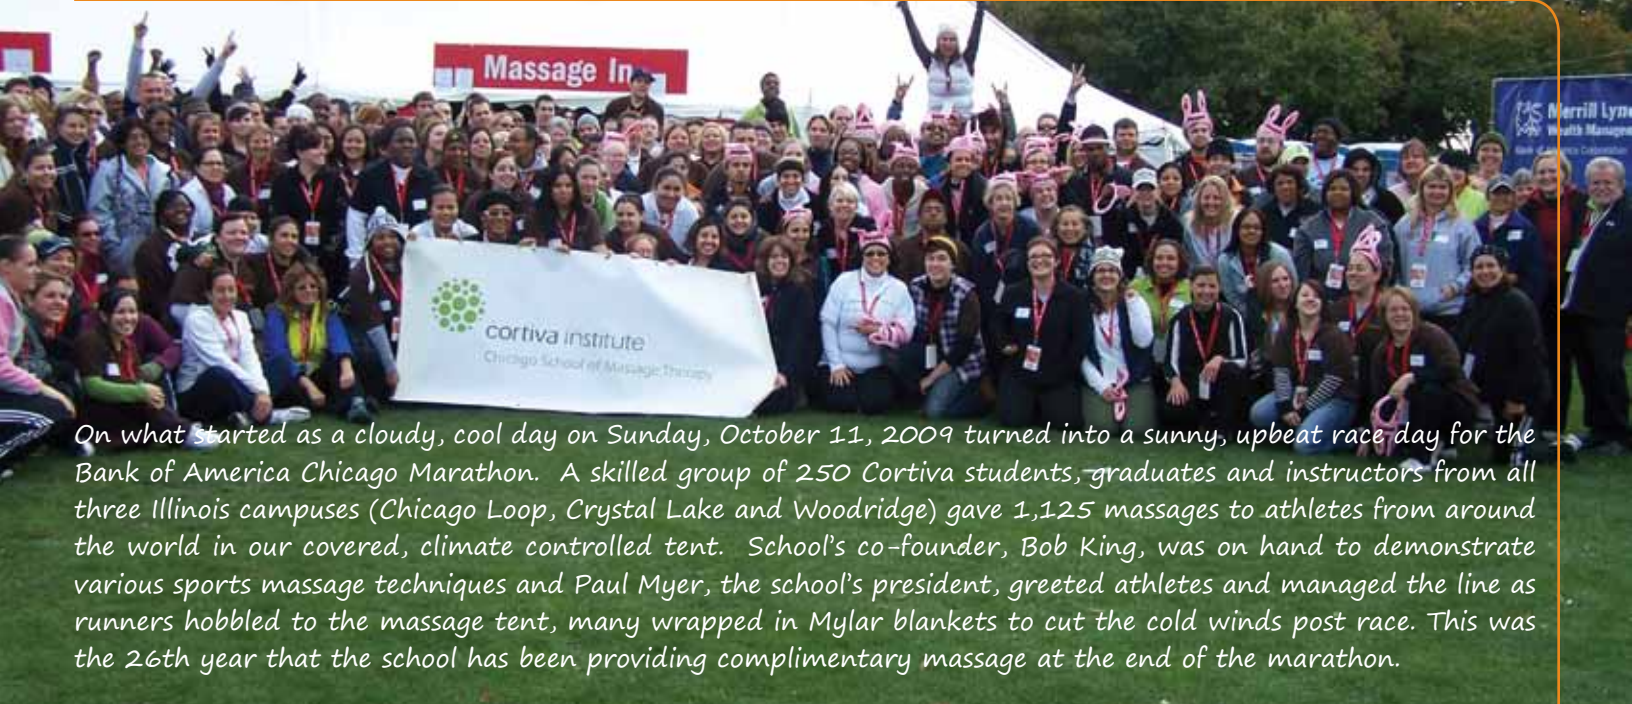 Massage In
Merrill Lync
Wealth Managem
Bank of America Corporation
cortiva institute
Chicago School of Massage Therapy
On what started as a cloudy, cool day on Sunday, October 11, 2009 turned into a sunny, upbeat race day for the
Bank of America Chicago Marathon. A skilled group of 250 Cortiva students, graduates and instructors from all
three Illinois campuses (Chicago Loop, Crystal Lake and Woodridge) gave 1,125 massages to athletes from around
the world in our covered, climate controlled tent. School's co-founder, Bob King, was on hand to demonstrate
various sports massage techniques and Paul Myer, the school's president, greeted athletes and managed the line as
runners hobbled to the massage tent, many wrapped in Mylar blankets to cut the cold winds post race. This was
the 26th year that the school has been providing complimentary massage at the end of the marathon.